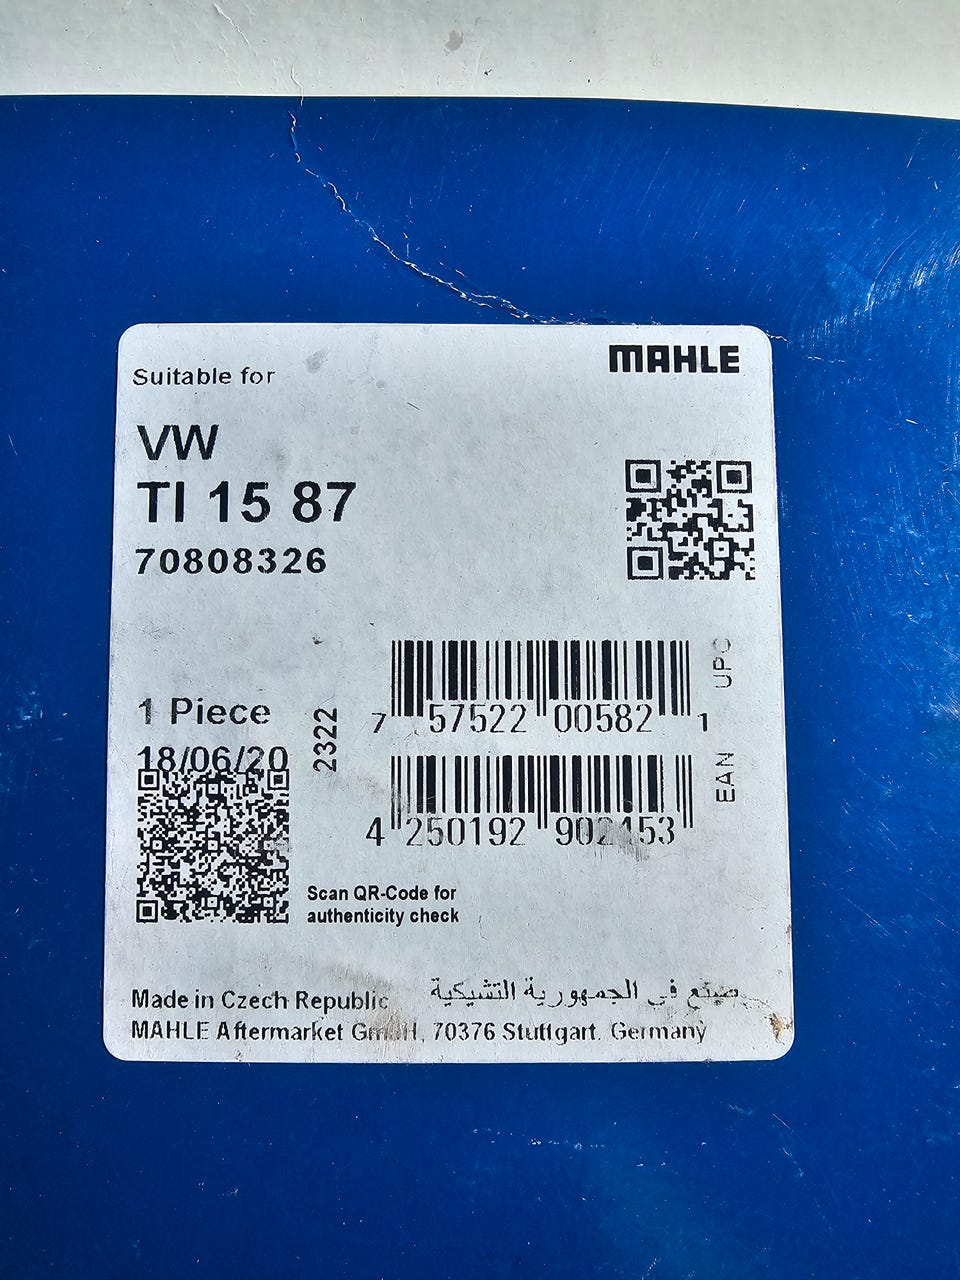 MAHLE
Suitable for
VW
TI 15 87
70808326
1 Piece
18/06/20
2322
7 57522 00582 1
UPC
4 250192 902453
EAN
Scan QR-Code for
authenticity check
Made in Czech Republic
صنع في الجمهورية التشيكية
MAHLE Aftermarket GmbH, 70376 Stuttgart, Germany